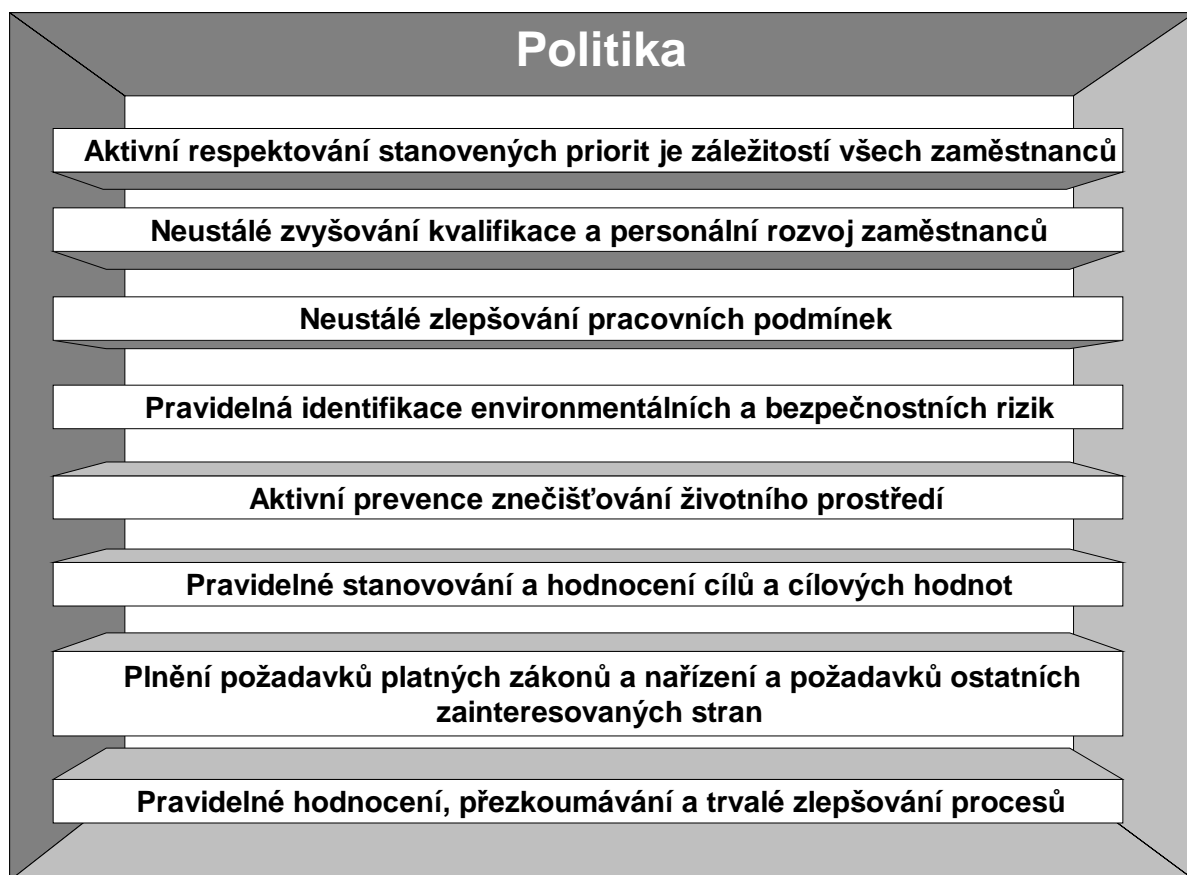 Politika
Aktivní respektování stanovených priorit je záležitostí všech zaměstnanců
Neustálé zvyšování kvalifikace a personální rozvoj zaměstnanců
Neustálé zlepšování pracovních podmínek
Pravidelná identifikace environmentálních a bezpečnostních rizik
Aktivní prevence znečišťování životního prostředí
Pravidelné stanovování a hodnocení cílů a cílových hodnot
Plnění požadavků platných zákonů a nařízení a požadavků ostatních
zainteresovaných stran
Pravidelné hodnocení, přezkoumávání a trvalé zlepšování procesů